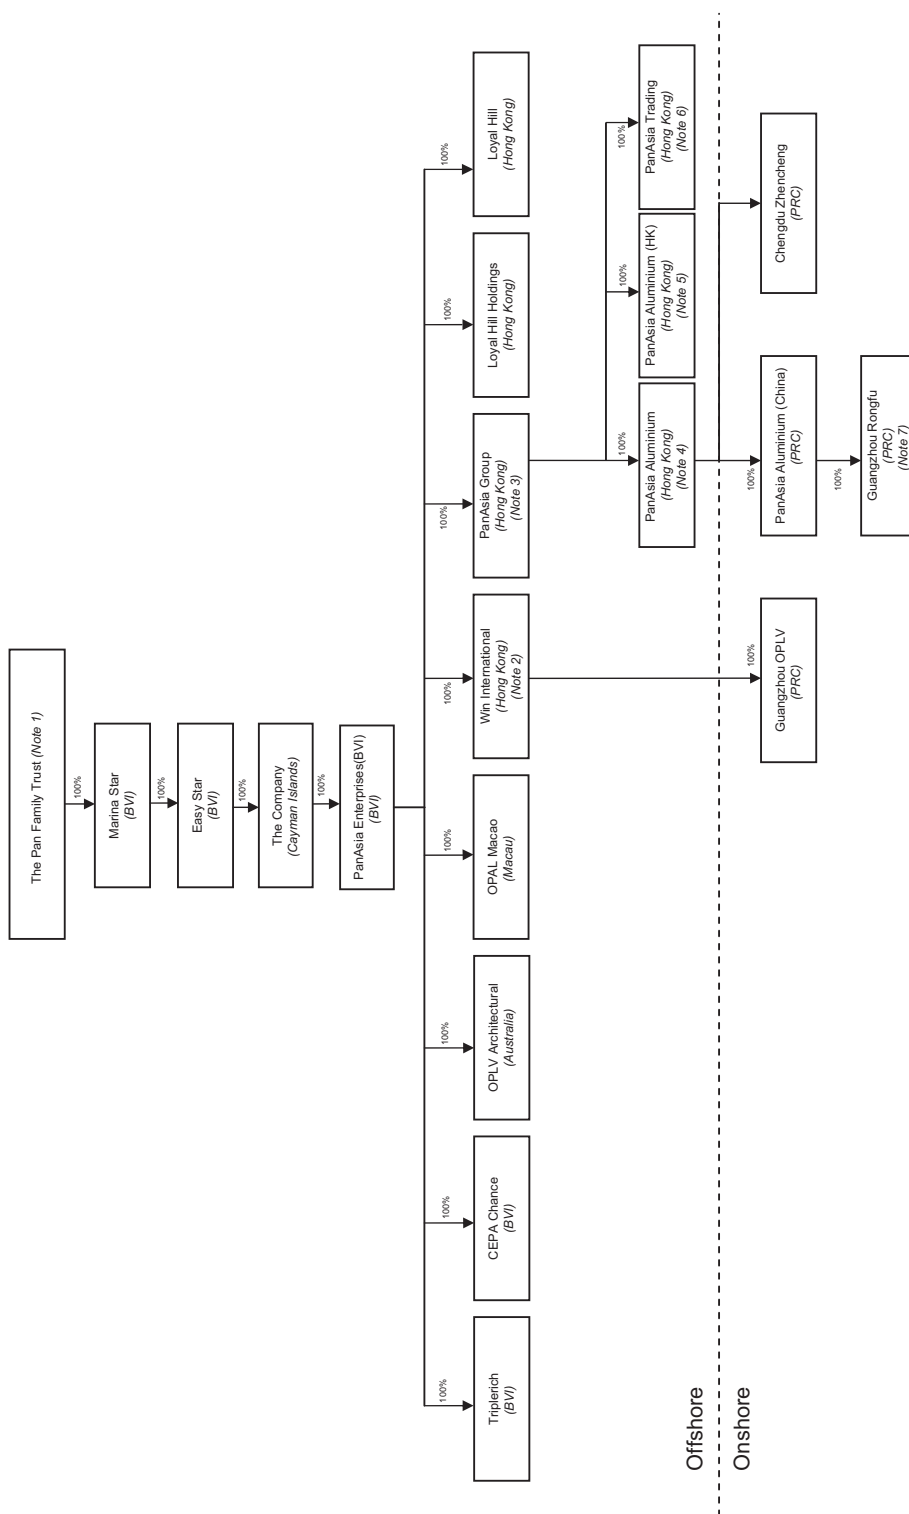 The Pan Family Trust (Note 1)
100%
Marina Star
(BVI)
100%
Easy Star
(BVI)
100%
The Company
(Cayman Islands)
100%
PanAsia Enterprises(BVI)
(BVI)
100%
100%
100%
100%
100%
100%
100%
100%
Triplerich
(BVI)
CEPA Chance
(BVI)
OPLV Architectural
(Australia)
OPAL Macao
(Macau)
Win International
(Hong Kong)
(Note 2)
PanAsia Group
(Hong Kong)
(Note 3)
Loyal Hill Holdings
(Hong Kong)
Loyal Hill
(Hong Kong)
100%
100%
100%
PanAsia Aluminium
(Hong Kong)
(Note 4)
PanAsia Aluminium (HK)
(Hong Kong)
(Note 5)
PanAsia Trading
(Hong Kong)
(Note 6)
Offshore
Onshore
100%
100%
100%
Guangzhou OPLV
(PRC)
PanAsia Aluminium (China)
(PRC)
Chengdu Zhencheng
(PRC)
100%
Guangzhou Rongfu
(PRC)
(Note 7)